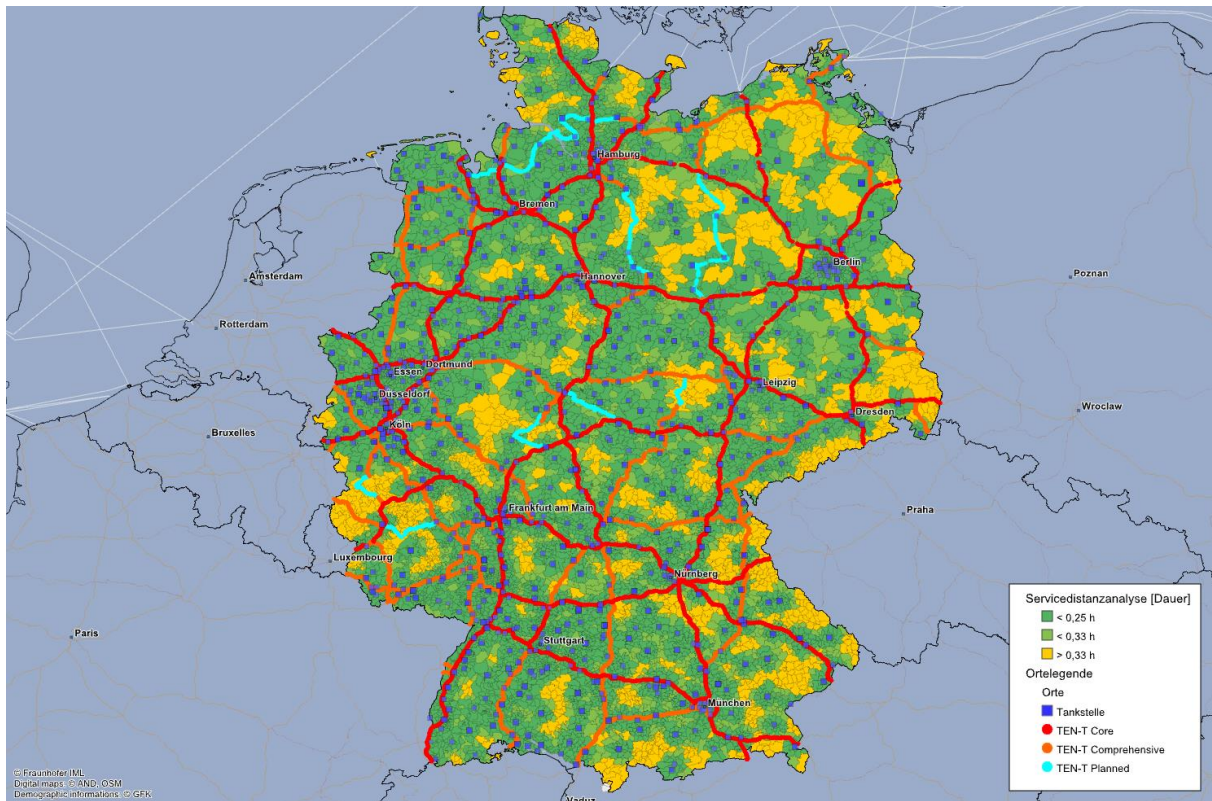 Hamburg
Bremen
Berlin
Hannover
Amsterdam
Poznan
Rotterdam
Dortmund
Essen
Leipzig
Düsseldorf
Dresden
Wroclaw
Köln
Bruxelles
Frankfurt am Main
Praha
Luxembourg
Nürnberg
Paris
Stuttgart
München
Vaduz
Servicedistanzanalyse [Dauer]
< 0,25 h
< 0,33 h
> 0,33 h
Ortelegende
Orte
Tankstelle
TEN-T Core
TEN-T Comprehensive
TEN-T Planned
© Fraunhofer IML
Digital maps: © AND, OSM
Demographic informations: © GFK